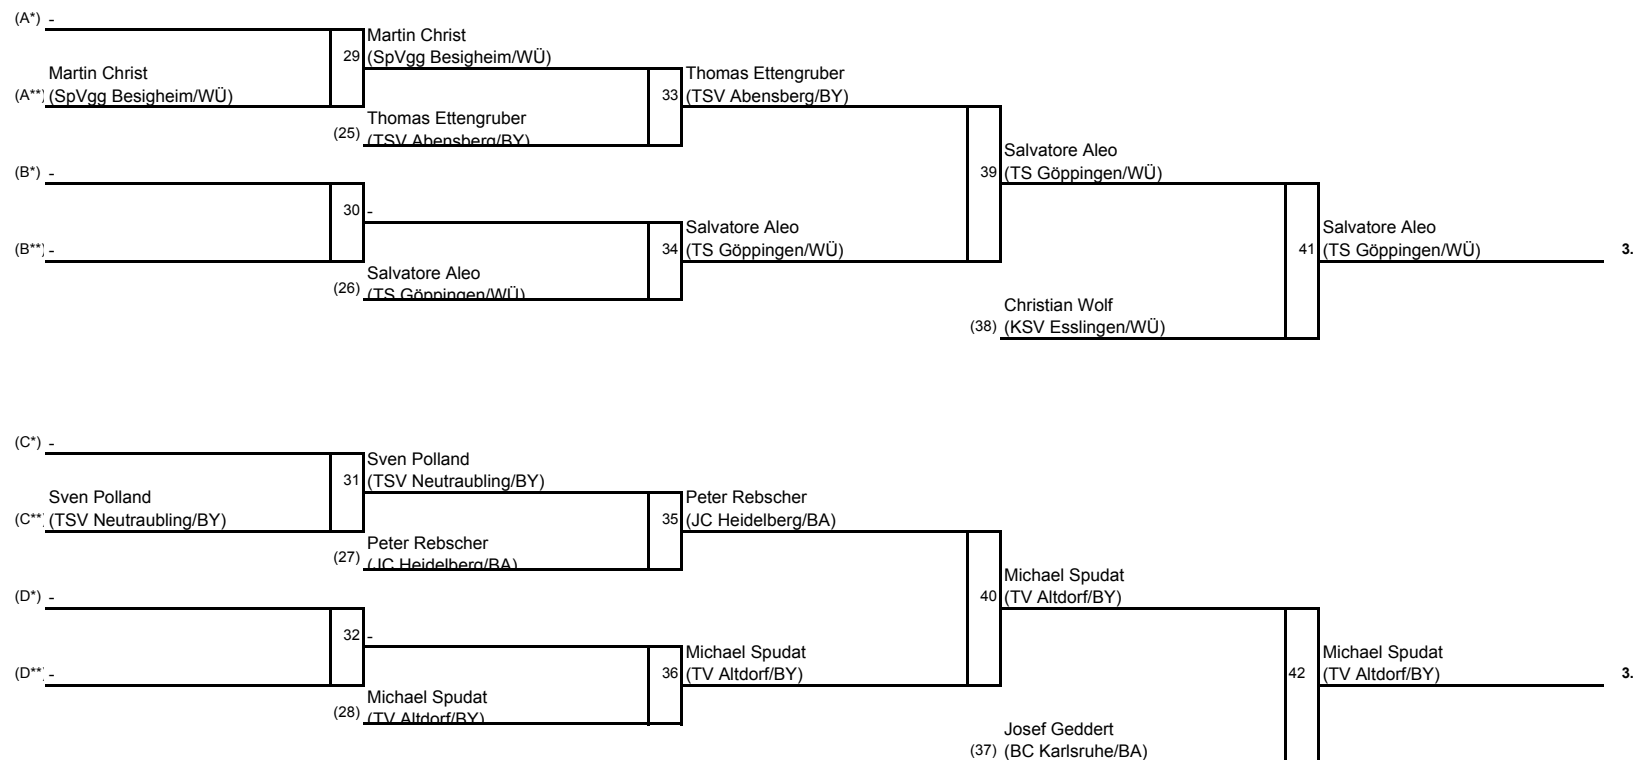 (A*) -
Martin Christ
29 (SpVgg Besigheim/WÜ)
Martin Christ
(A**) (SpVgg Besigheim/WÜ)
Thomas Ettengruber
33 (TSV Abensberg/BY)
Thomas Ettengruber
(25) (TSV Abensberg/BY)
Salvatore Aleo
39 (TS Göppingen/WÜ)
(B*) -
30 -
Salvatore Aleo
34 (TS Göppingen/WÜ)
Salvatore Aleo
41 (TS Göppingen/WÜ) 3.
(B**) -
Salvatore Aleo
(26) (TS Göppingen/WÜ)
Christian Wolf
(38) (KSV Esslingen/WÜ)
(C*) -
Sven Polland
31 (TSV Neutraubling/BY)
Sven Polland
(C**) (TSV Neutraubling/BY)
Peter Rebscher
35 (JC Heidelberg/BA)
Peter Rebscher
(27) (JC Heidelberg/BA)
Michael Spudat
40 (TV Altdorf/BY)
(D*) -
32 -
Michael Spudat
36 (TV Altdorf/BY)
Michael Spudat
42 (TV Altdorf/BY) 3.
(D**) -
Michael Spudat
(28) (TV Altdorf/BY)
Josef Geddert
(37) (BC Karlsruhe/BA)